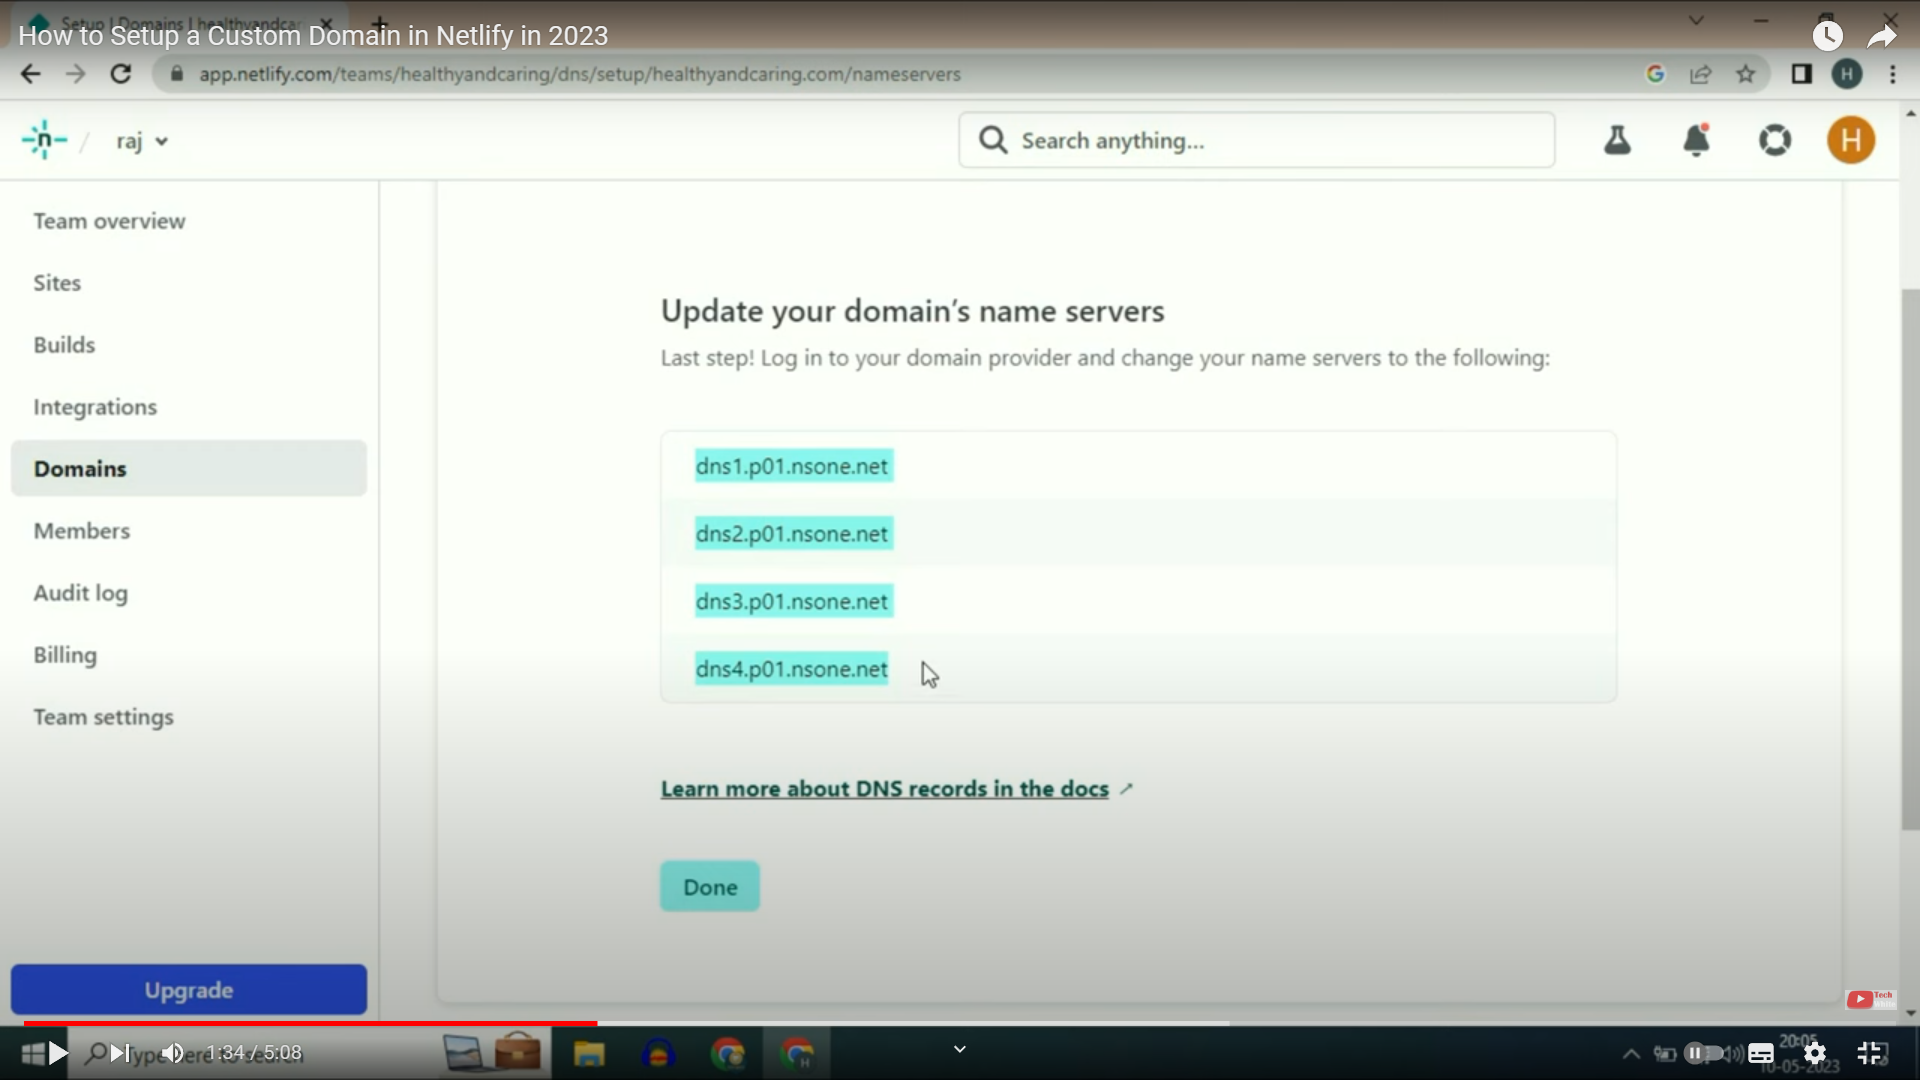 Setup | Domains | healthyandcar
How to Setup a Custom Domain in Netlify in 2023
app.netlify.com/teams/healthyandcaring/dns/setup/healthyandcaring.com/nameservers
H
n / raj
Search anything...
H
Team overview
Sites
Builds
Integrations
Domains
Members
Audit log
Billing
Team settings
Upgrade
Update your domain’s name servers
Last step! Log in to your domain provider and change your name servers to the following:
dns1.p01.nsone.net
dns2.p01.nsone.net
dns3.p01.nsone.net
dns4.p01.nsone.net
Learn more about DNS records in the docs ↗
Done
Tech
Type here to search
1:34 / 5:08
H
20:05
10-05-2023